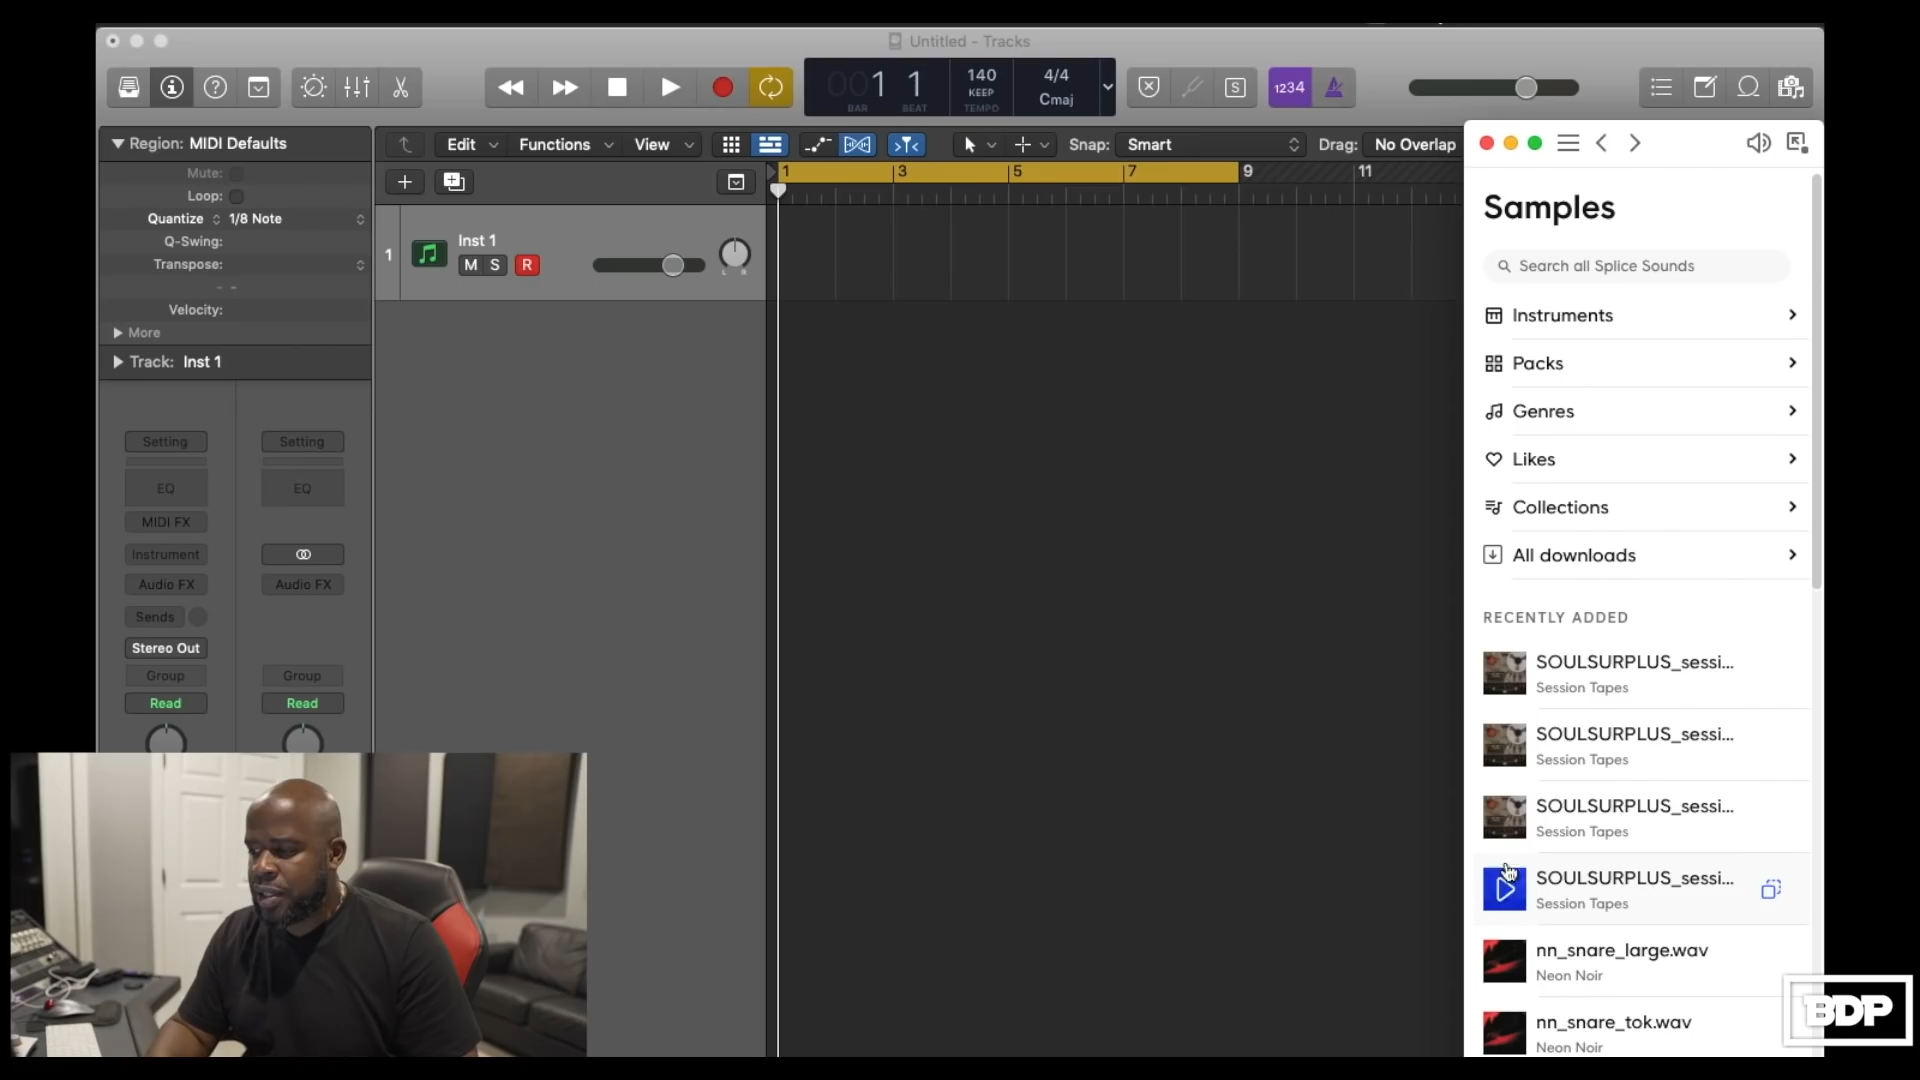 Untitled - Tracks
001 1
BAR BEAT
140
KEEP
TEMPO
4/4
Cmaj
S
1234
Region: MIDI Defaults
Mute:
Loop:
Quantize 1/8 Note
Q-Swing:
Transpose:
Velocity:
More
Track: Inst 1
Edit Functions View Snap: Smart Drag: No Overlap
1 3 5 7 9 11
1 Inst 1
M S R
L R
Setting Setting
EQ EQ
MIDI FX
Instrument
Audio FX Audio FX
Sends
Stereo Out
Group Group
Read Read
Samples
Search all Splice Sounds
Instruments
Packs
Genres
Likes
Collections
All downloads
RECENTLY ADDED
SOULSURPLUS_sessi...
Session Tapes
SOULSURPLUS_sessi...
Session Tapes
SOULSURPLUS_sessi...
Session Tapes
SOULSURPLUS_sessi...
Session Tapes
nn_snare_large.wav
Neon Noir
nn_snare_tok.wav
Neon Noir
BDP